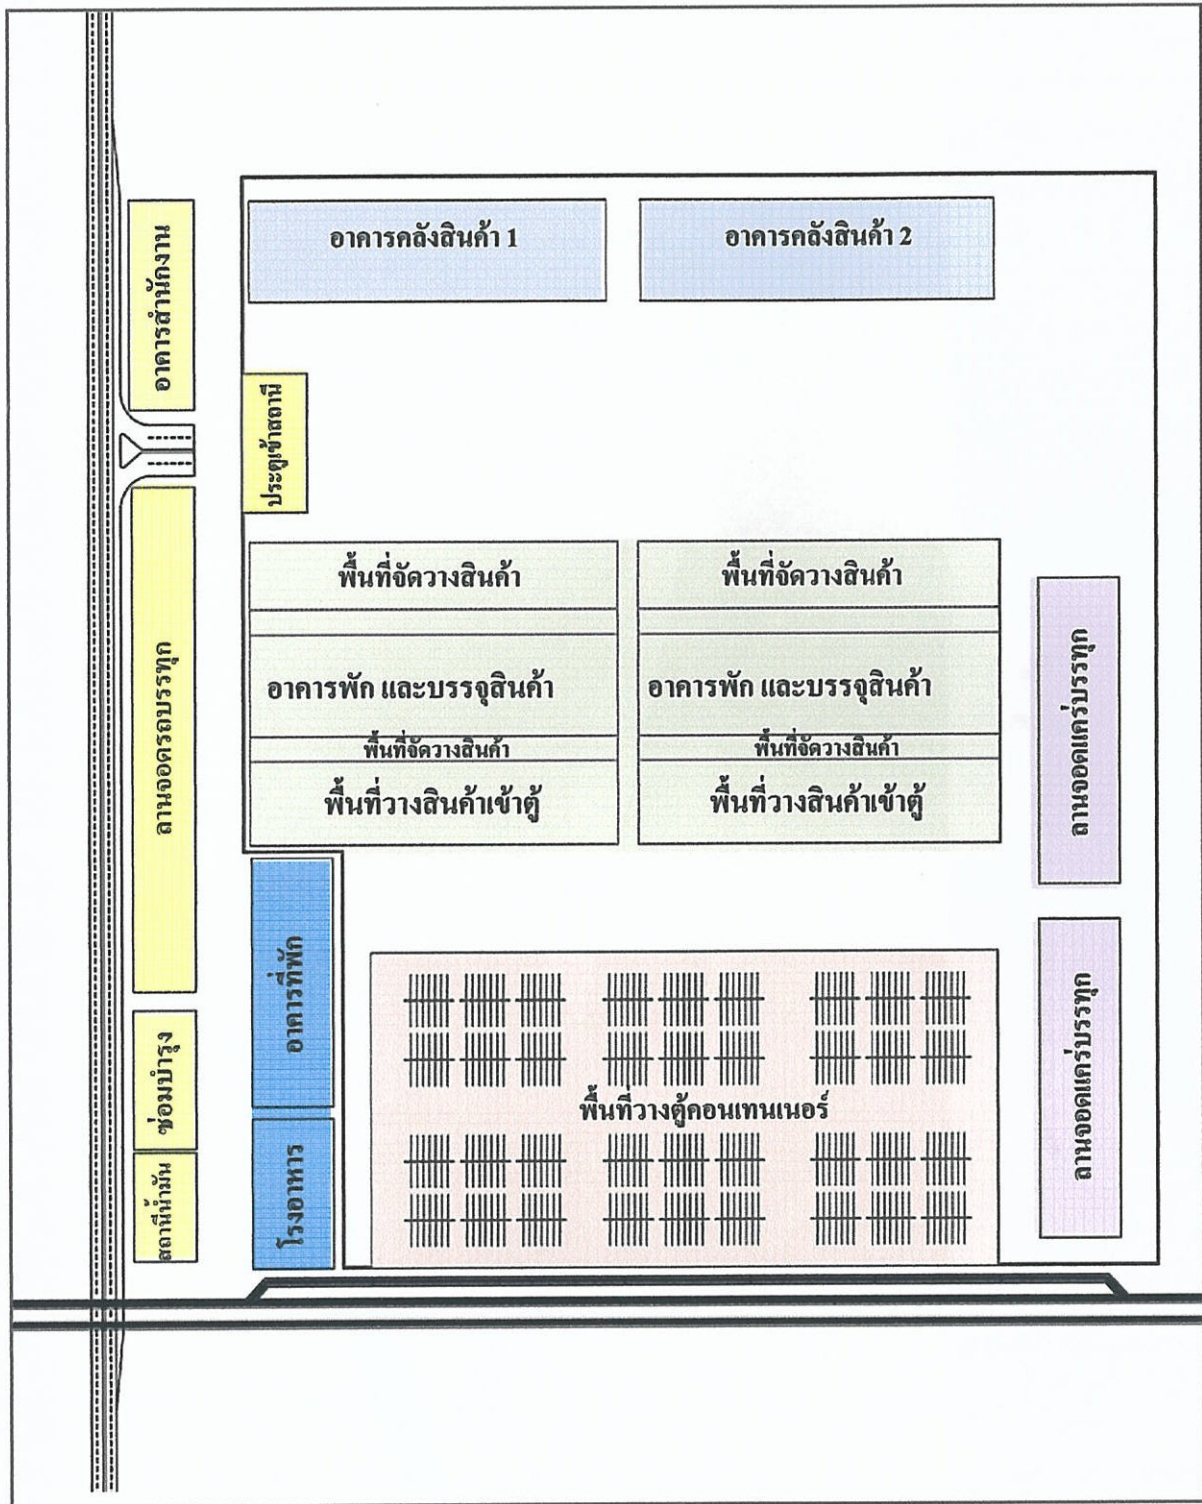 อาคารสำนักงาน
อาคารคลังสินค้า 1
อาคารคลังสินค้า 2
ประตูเข้าสถานี
ลานจอดรถบรรทุก
พื้นที่จัดวางสินค้า
พื้นที่จัดวางสินค้า
อาคารพัก และบรรจุสินค้า
อาคารพัก และบรรจุสินค้า
พื้นที่จัดวางสินค้า
พื้นที่จัดวางสินค้า
พื้นที่วางสินค้าเข้าตู้
พื้นที่วางสินค้าเข้าตู้
ลานจอดแคร่บรรทุก
อาคารที่พัก
ซ่อมบำรุง
พื้นที่วางตู้คอนเทนเนอร์
ลานจอดแคร่บรรทุก
สถานีน้ำมัน
โรงอาหาร